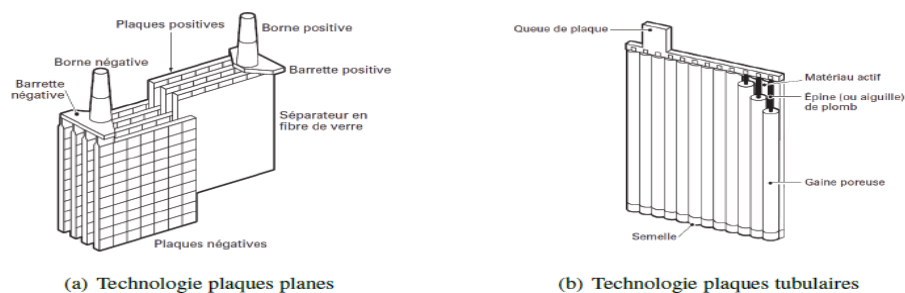 Plaques positives
Borne positive
Borne négative
Barrette
négative
Barrette positive
Séparateur en
fibre de verre
Plaques négatives
(a) Technologie plaques planes
Queue de plaque
Matériau actif
Épine (ou aiguille)
de plomb
Gaine poreuse
Semelle
(b) Technologie plaques tubulaires